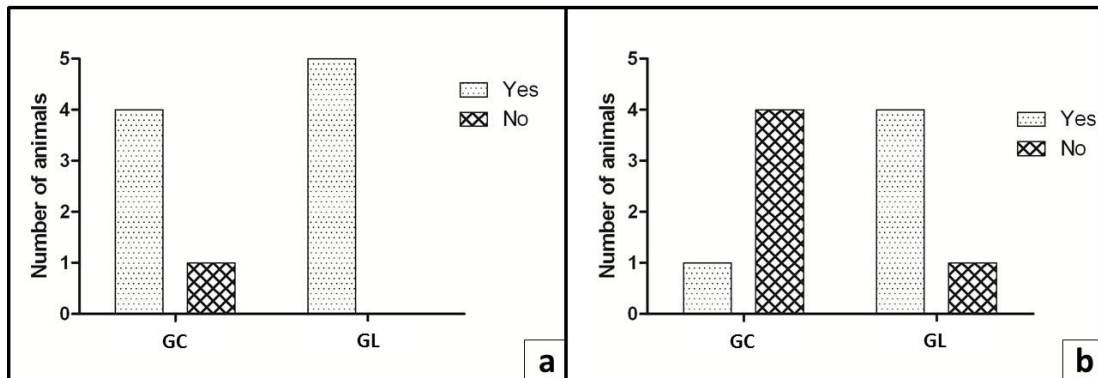 Number of animals
5
4
3
2
1
0
GC
GL
Yes
No
a
Number of animals
5
4
3
2
1
0
GC
GL
Yes
No
b